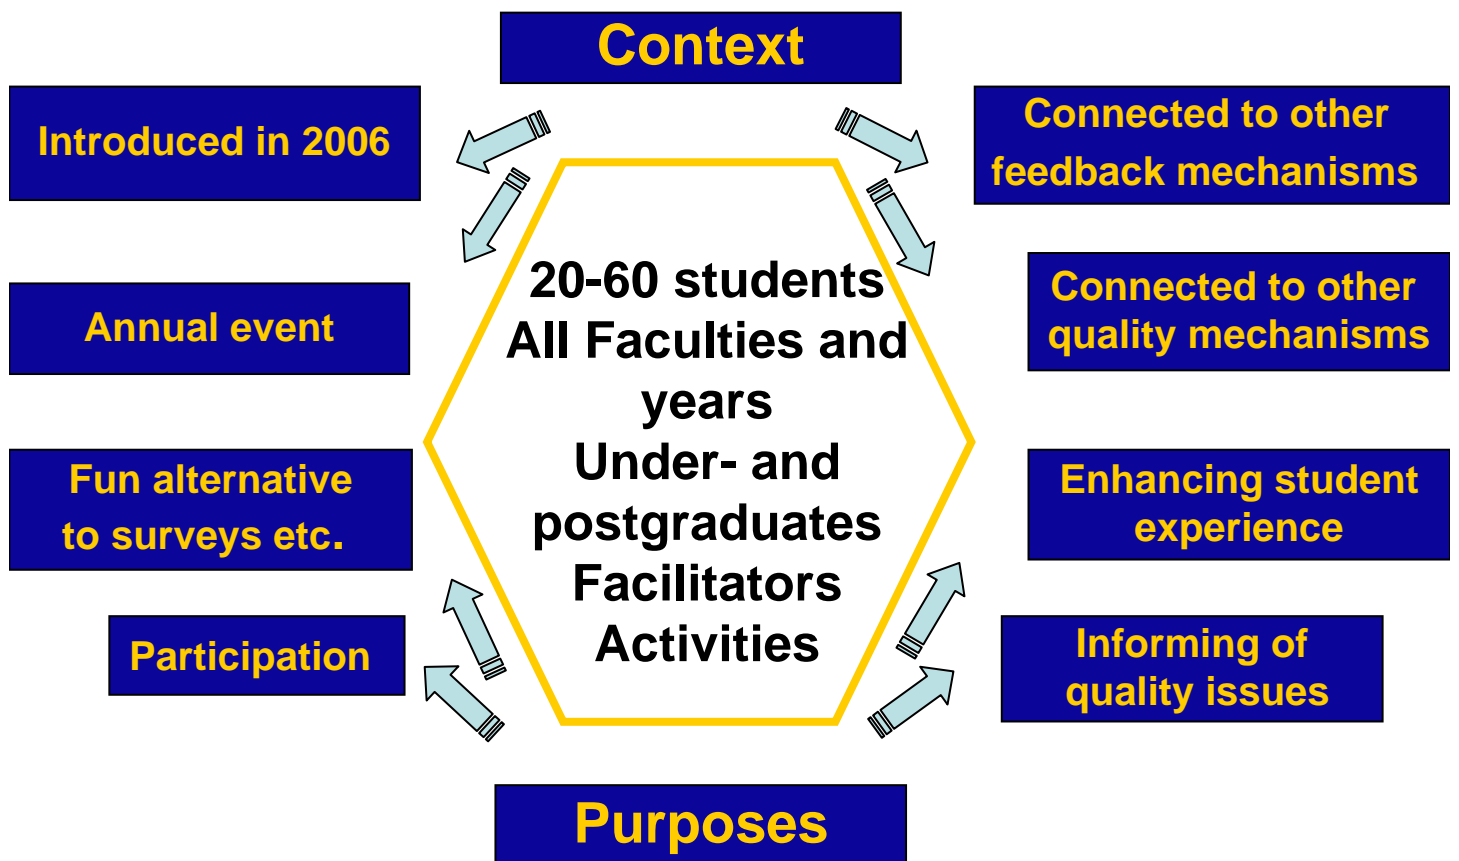 Context
Introduced in 2006
Connected to other
feedback mechanisms
Annual event
Connected to other
quality mechanisms
20-60 students
All Faculties and
years
Under- and
postgraduates
Facilitators
Activities
Fun alternative
to surveys etc.
Enhancing student
experience
Participation
Informing of
quality issues
Purposes